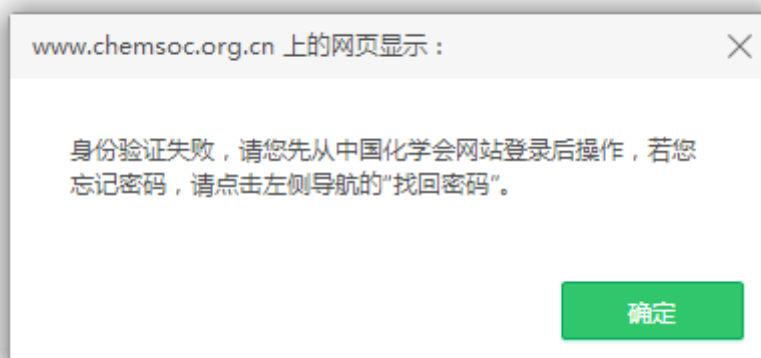 www.chemsoc.org.cn 上的网页显示：
身份验证失败，请您先从中国化学会网站登录后操作，若您
忘记密码，请点击左侧导航的“找回密码”。
确定